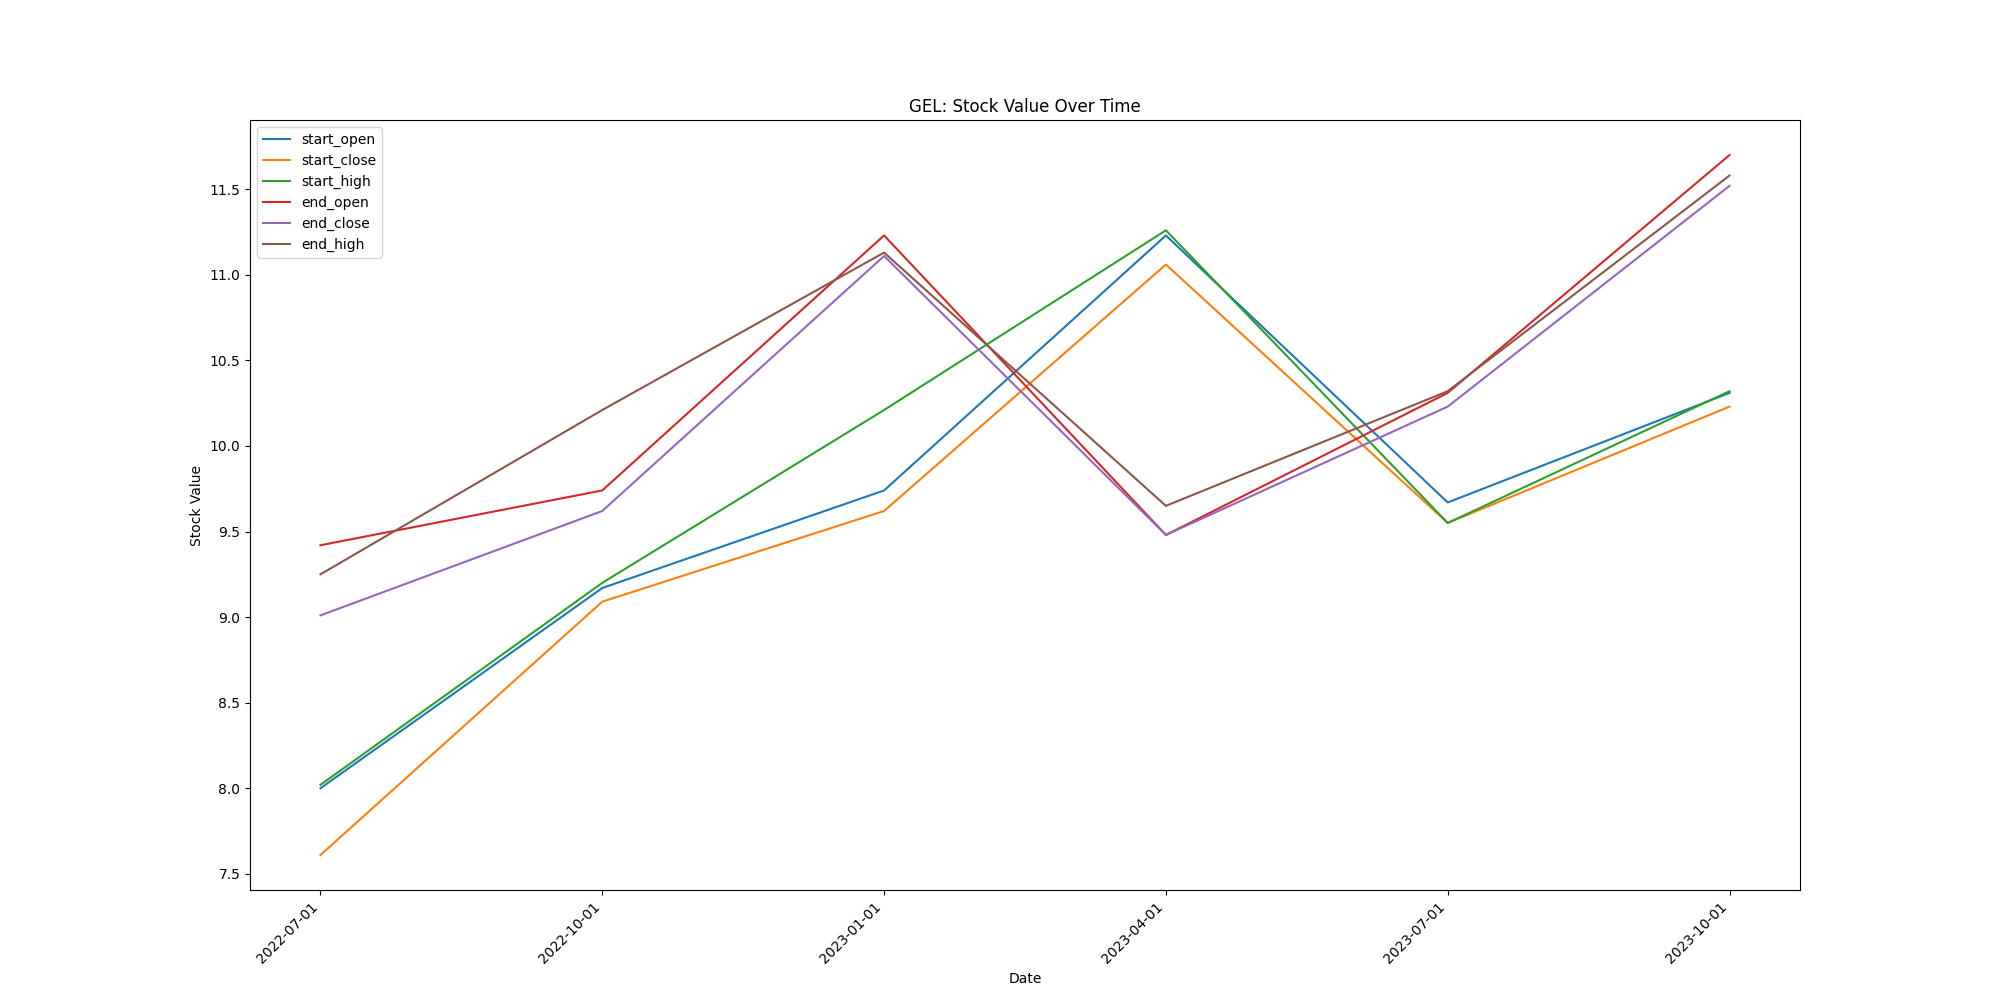 GEL: Stock Value Over Time
start_open
start_close
start_high
end_open
end_close
end_high
Stock Value
11.5
11.0
10.5
10.0
9.5
9.0
8.5
8.0
7.5
2022-07-01
2022-10-01
2023-01-01
2023-04-01
2023-07-01
2023-10-01
Date